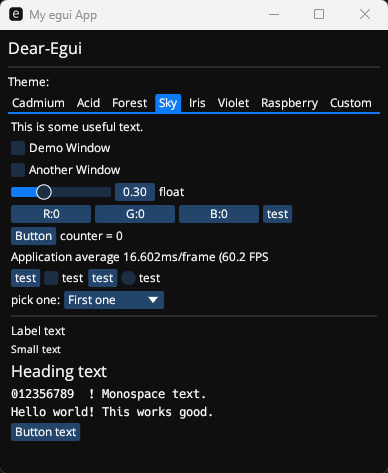 e My egui App
Dear-Egui
Theme:
Cadmium Acid Forest Sky Iris Violet Raspberry Custom
This is some useful text.
Demo Window
Another Window
0.30 float
R:0 G:0 B:0 test
Button counter = 0
Application average 16.602ms/frame (60.2 FPS
test test test test
pick one: First one
Label text
Small text
Heading text
012356789 ! Monospace text.
Hello world! This works good.
Button text